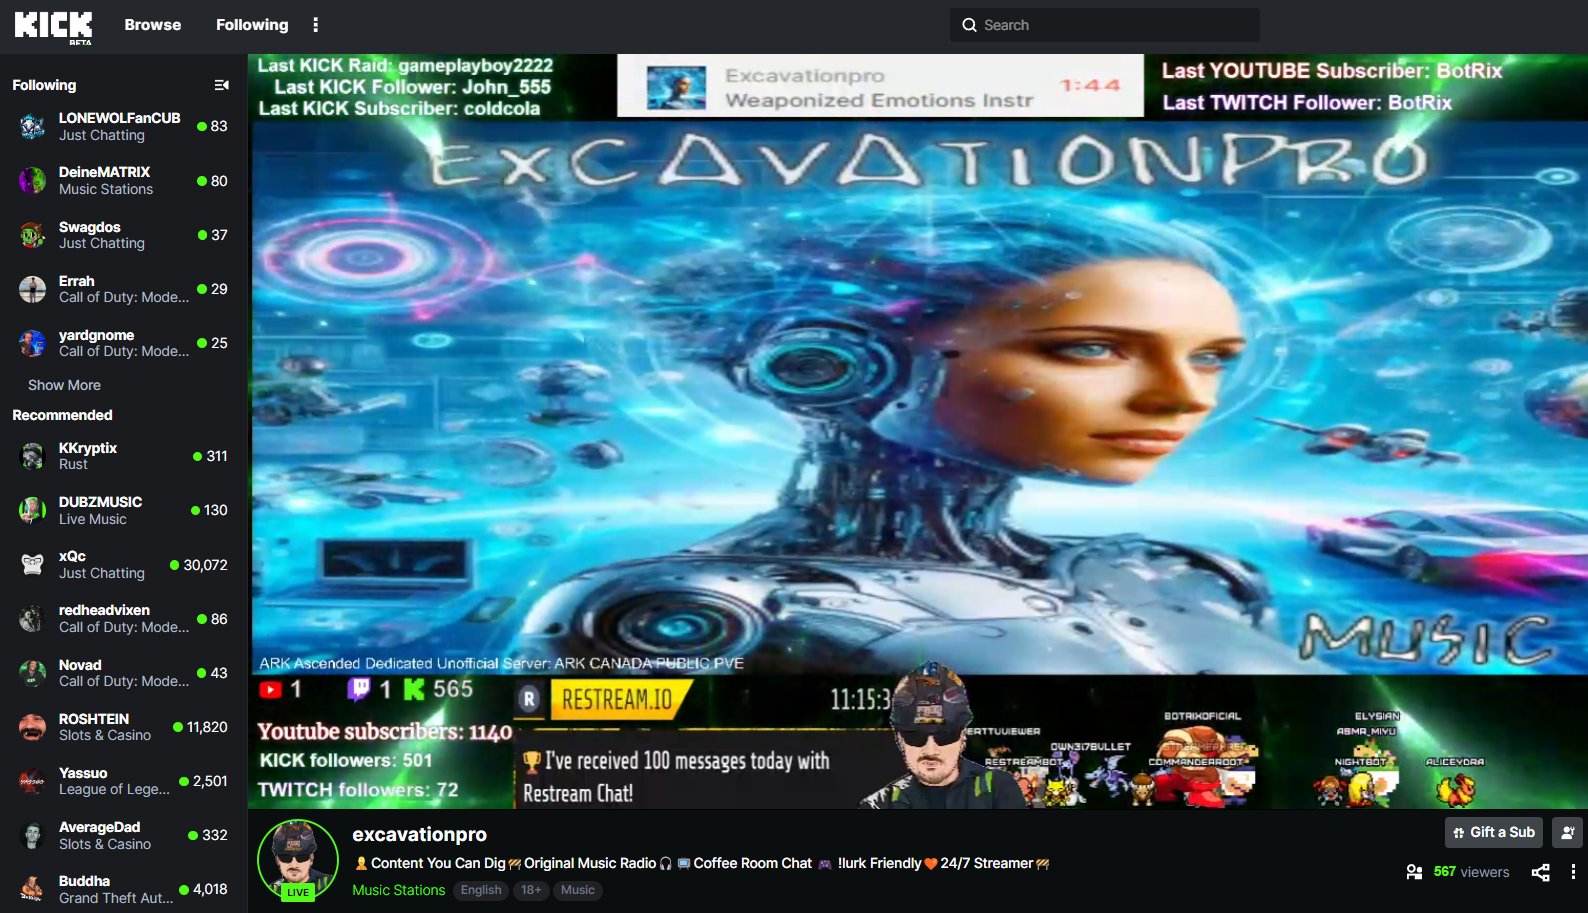 KICK
BETA
Browse
Following
Search
Following
LONEWOLFanCUB
Just Chatting
83
DeineMATRIX
Music Stations
80
Swagdos
Just Chatting
37
Errah
Call of Duty: Mode...
29
yardgnome
Call of Duty: Mode...
25
Show More
Recommended
KKryptix
Rust
311
DUBZMUSIC
Live Music
130
xQc
Just Chatting
30,072
redheadvixen
Call of Duty: Mode...
86
Novad
Call of Duty: Mode...
43
ROSHTEIN
Slots & Casino
11,820
Yassuo
League of Lege...
2,501
AverageDad
Slots & Casino
332
Buddha
Grand Theft Aut...
4,018
Last KICK Raid: gameplayboy2222
Last KICK Follower: John_555
Last KICK Subscriber: coldcola
Excavationpro
Weaponized Emotions Instr
1:44
Last YOUTUBE Subscriber: BotRix
Last TWITCH Follower: BotRix
EXCAVATIONPRO
MUSIC
ARK Ascended Dedicated Unofficial Server: ARK CANADA PUBLIC PVE
1 1 K 565
Youtube subscribers: 1140
KICK followers: 501
TWITCH followers: 72
R RESTREAM.IO
11:15:3
I've received 100 messages today with
Restream Chat!
ERTTVVIEWER
RESTREAMBOT
OWN3I7BULLET
BOTRIXOFICIAL
COMMANDERROOT
ELYSIAN
ASMR_MIYU
NIGHTBOT
ALICEYDRA
LIVE
excavationpro
Content You Can Dig Original Music Radio Coffee Room Chat !lurk Friendly 24/7 Streamer
Music Stations English 18+ Music
Gift a Sub
567 viewers